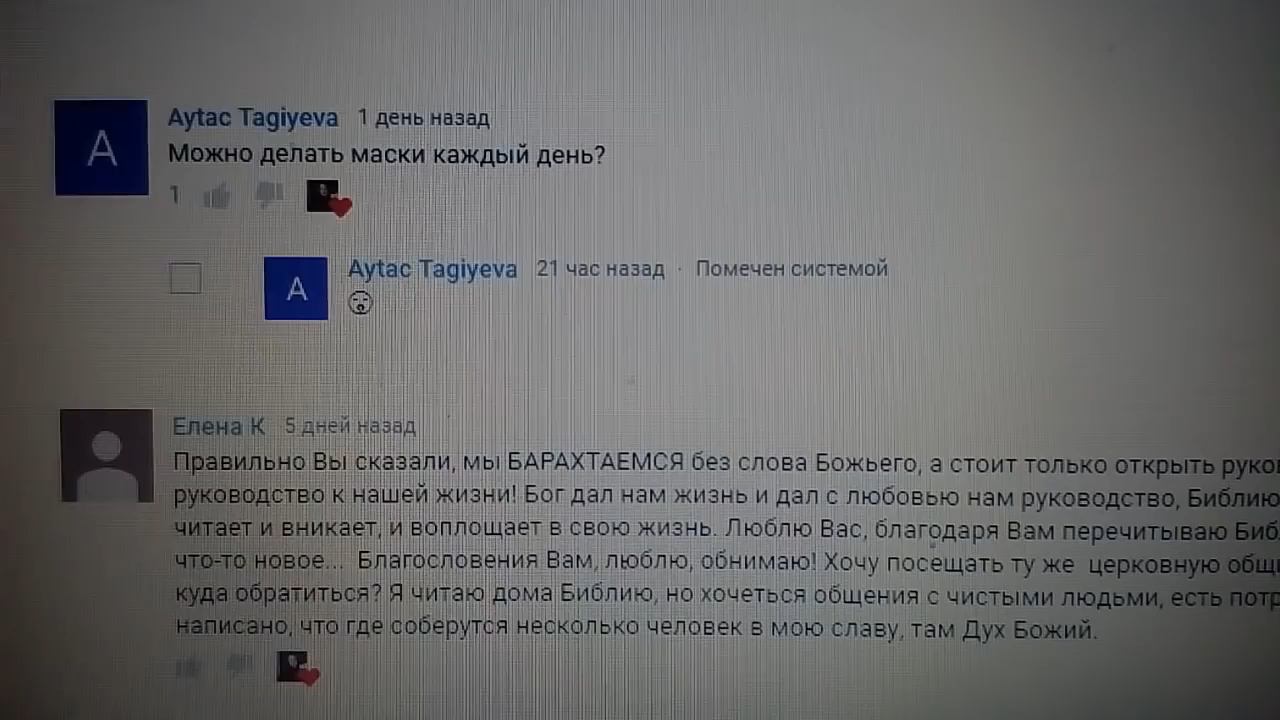 A
Aytac Tagiyeva 1 день назад
Можно делать маски каждый день?
1
A
Aytac Tagiyeva 21 час назад · Помечен системой
Елена К 5 дней назад
Правильно Вы сказали, мы БАРАХТАЕМСЯ без слова Божьего, а стоит только открыть
руководство к нашей жизни! Бог дал нам жизнь и дал с любовью нам руководство, Библию
читает и вникает, и воплощает в свою жизнь. Люблю Вас, благодаря Вам перечитываю
что-то новое... Благословения Вам, люблю, обнимаю! Хочу посещать ту же церковную
куда обратиться? Я читаю дома Библию, но хочеться общения с чистыми людьми, есть
написано, что где соберутся несколько человек в мою славу, там Дух Божий.